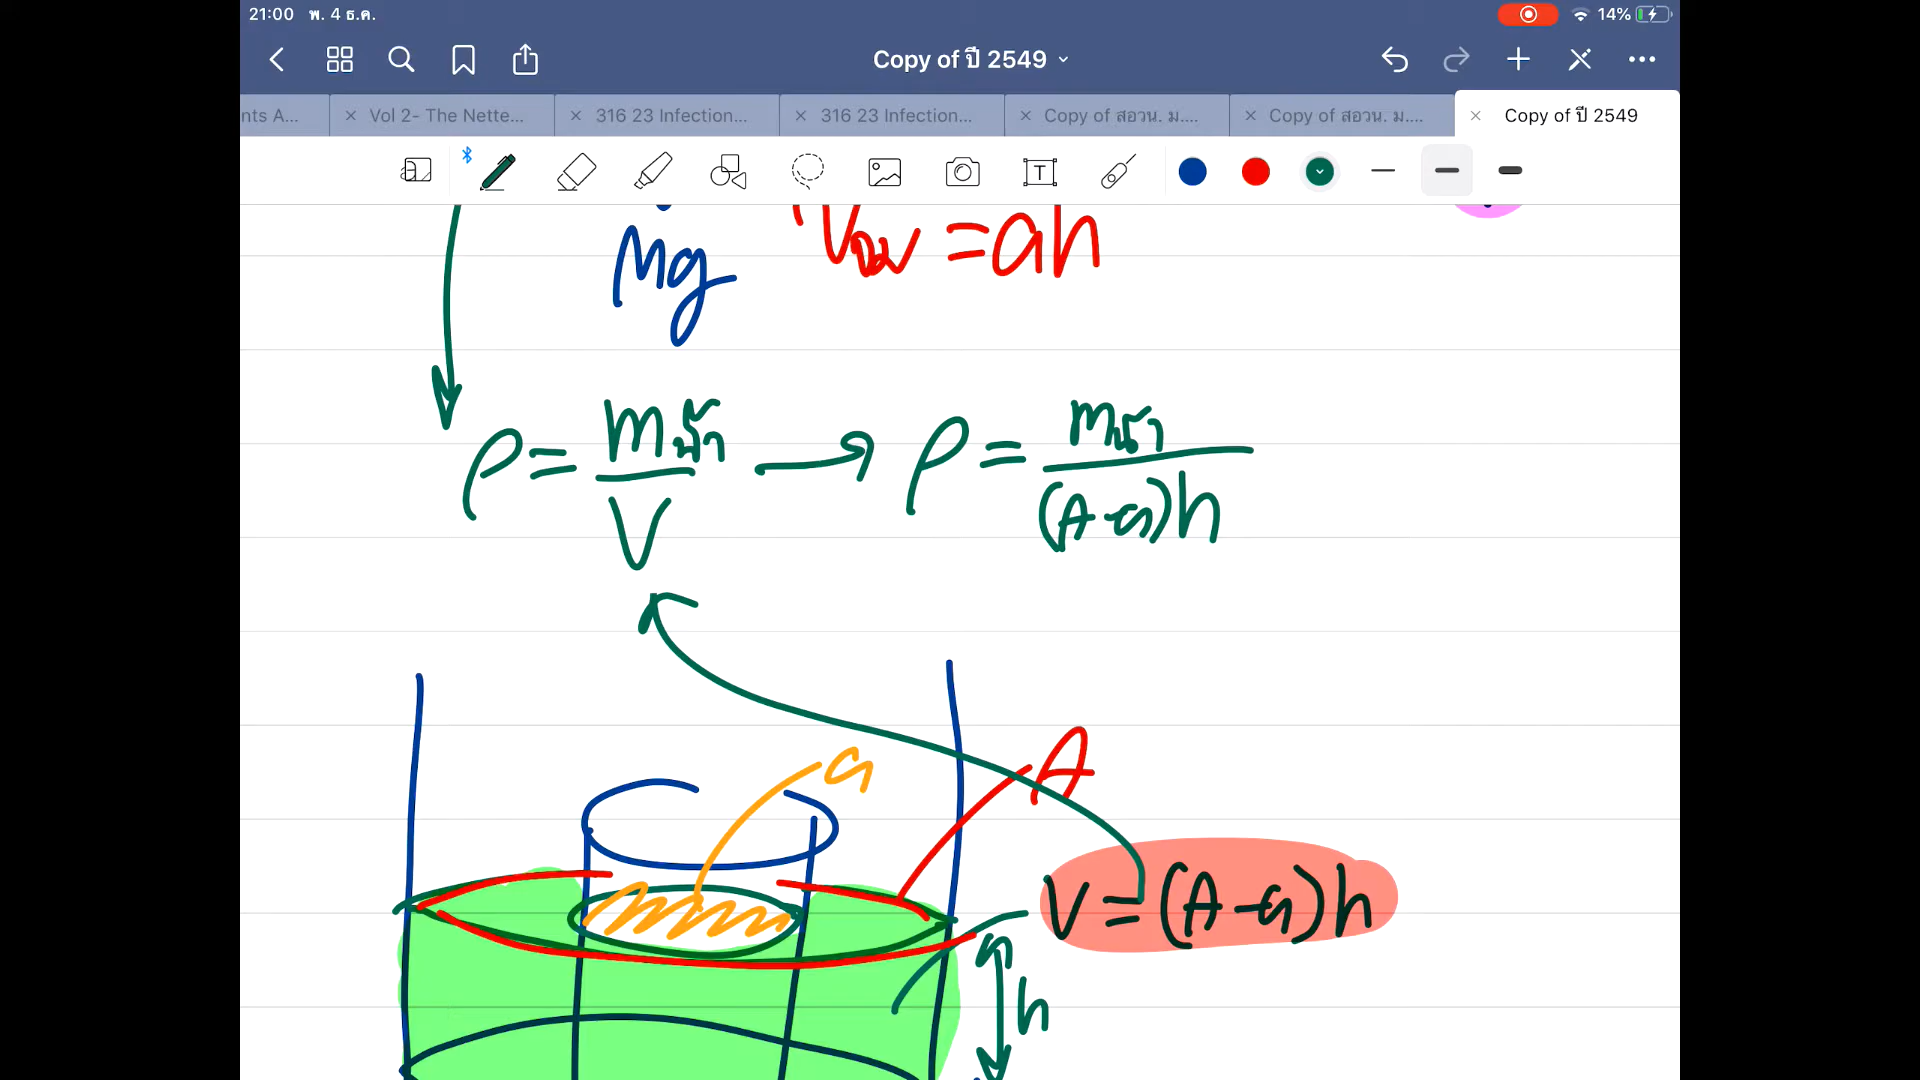 21:00 พ. 4 ธ.ค.
14%
Copy of ปี 2549
nts A...
Vol 2- The Nette...
316 23 Infection...
316 23 Infection...
Copy of สอวน. ม....
Copy of สอวน. ม....
Copy of ปี 2549
T
Mg
= ah
ρ = mน้ำ / V → ρ = mน้ำ / (A-a)h
a
A
V = (A-a)h
h